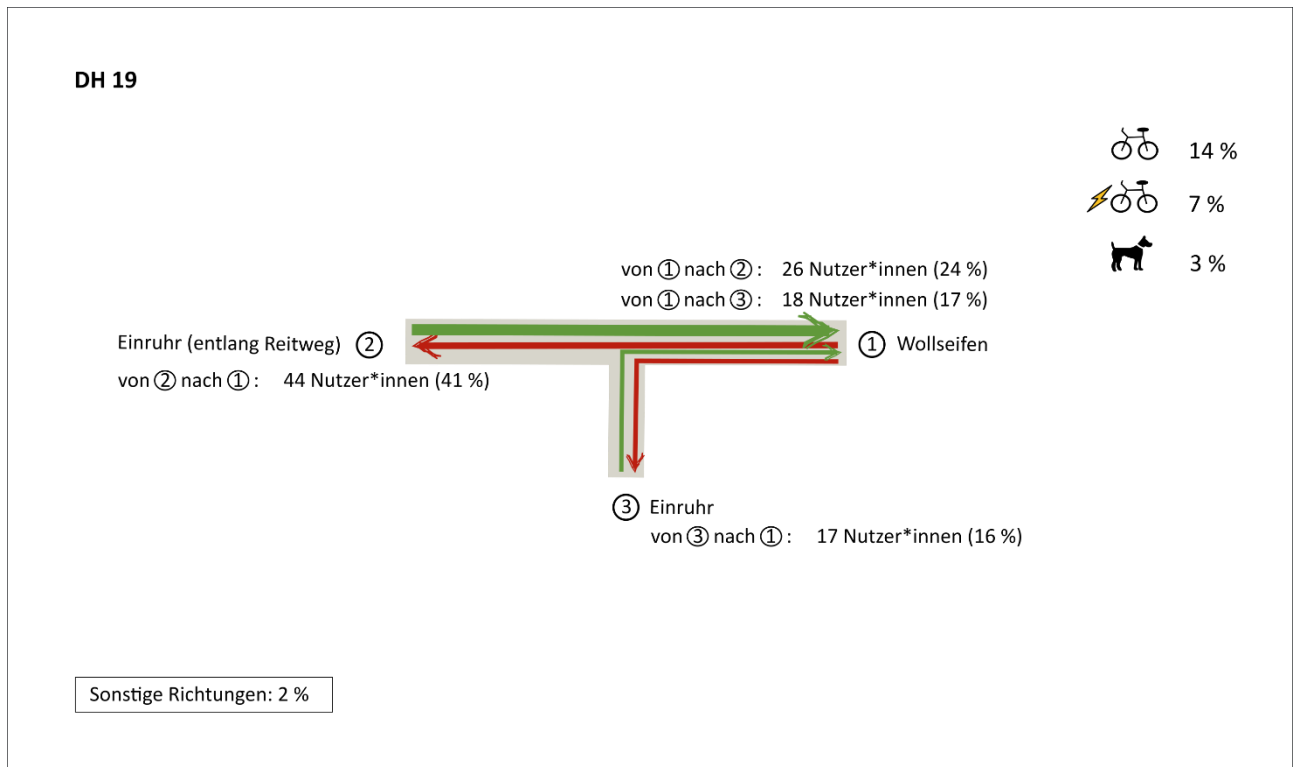 DH 19
14 %
7 %
3 %
von ① nach ② : 26 Nutzer*innen (24 %)
von ① nach ③ : 18 Nutzer*innen (17 %)
Einruhr (entlang Reitweg) ②
① Wollseifen
von ② nach ① : 44 Nutzer*innen (41 %)
③ Einruhr
von ③ nach ① : 17 Nutzer*innen (16 %)
Sonstige Richtungen: 2 %